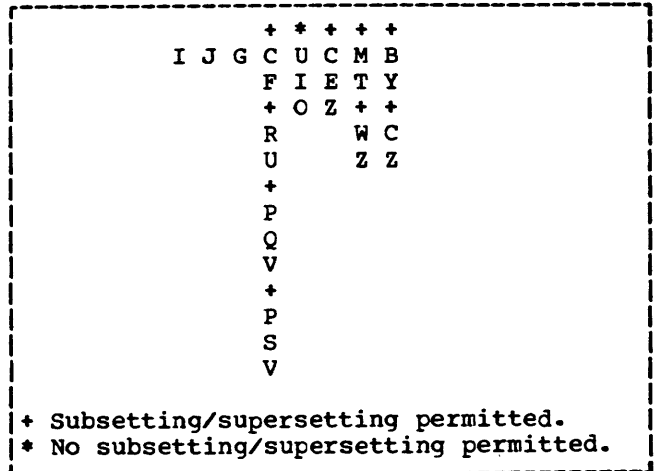 + * + + +
I J G C U C M B
F I E T Y
+ O Z + +
R W C
U Z Z
+
P
Q
V
+
P
S
V
+ Subsetting/supersetting permitted.
* No subsetting/supersetting permitted.